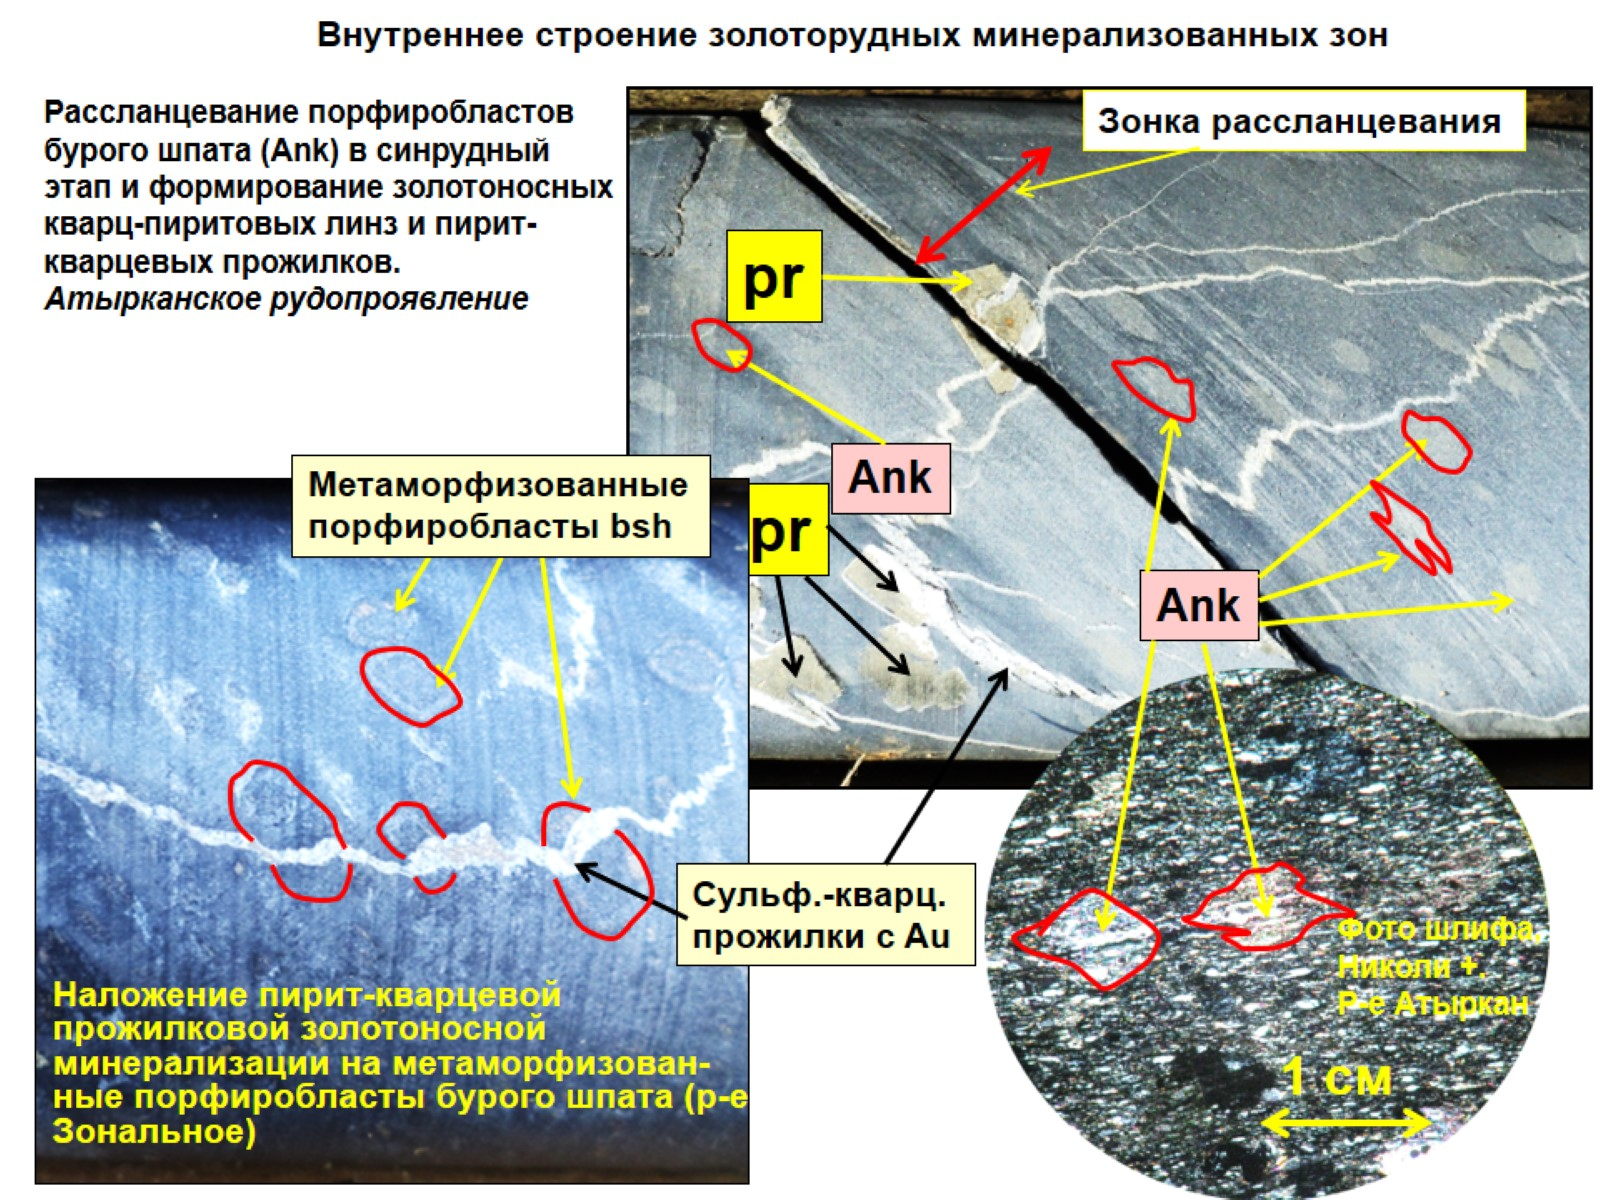 Внутреннее строение золоторудных минерализованных зон
Рассланцевание порфиробластов
бурого шпата (Ank) в синрудный
этап и формирование золотоносных
кварц-пиритовых линз и пирит-
кварцевых прожилков.
Атырканское рудопроявление
Зонка рассланцевания
pr
Ank
pr
Ank
Метаморфизованные
порфиробласты bsh
Сульф.-кварц.
прожилки с Au
Наложение пирит-кварцевой
прожилковой золотоносной
минерализации на метаморфизован-
ные порфиробласты бурого шпата (р-е
Зональное)
Фото шлифа,
Николи +.
Р-е Атыркан
1 см